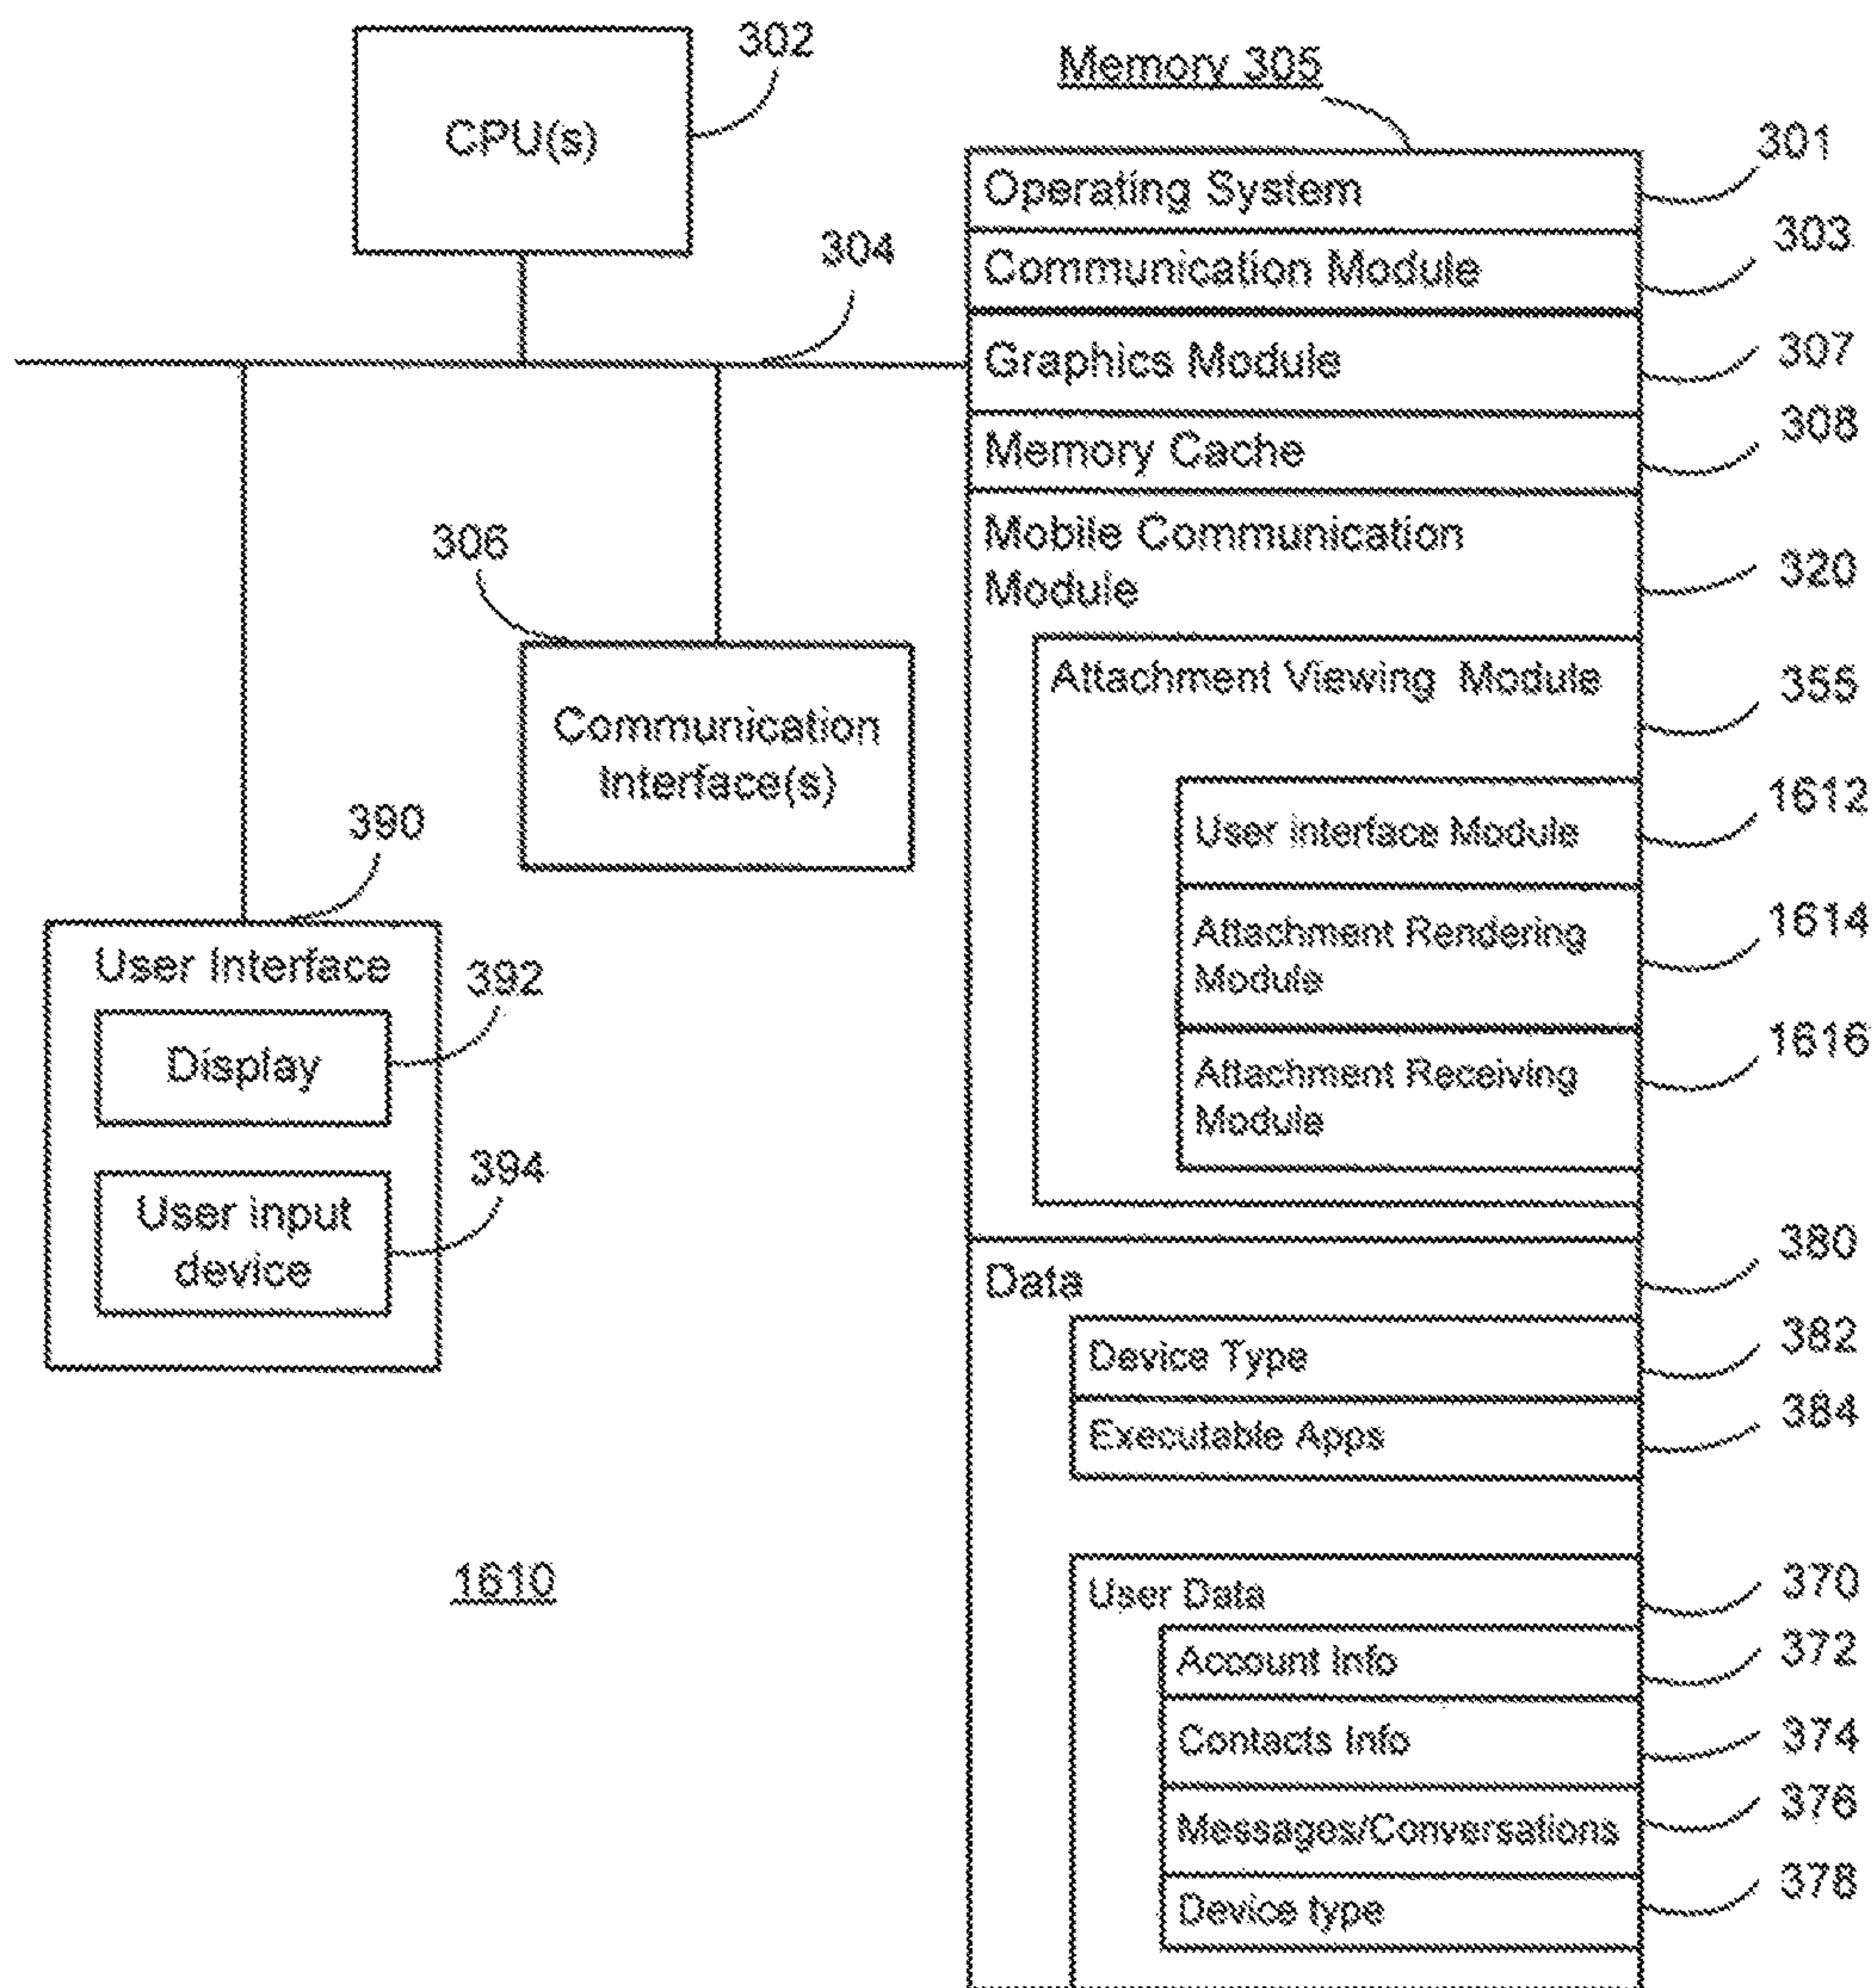 302
CPU(s)
304
306
Communication
Interface(s)
390
User Interface
392
Display
394
User input
device
1610
Memory 305
Operating System
301
Communication Module
303
Graphics Module
307
Memory Cache
308
Mobile Communication
Module
320
Attachment Viewing Module
355
User interface Module
1612
Attachment Rendering
Module
1614
Attachment Receiving
Module
1616
Data
380
Device Type
382
Executable Apps
384
User Data
370
Account Info
372
Contacts Info
374
Messages/Conversations
376
Device type
378